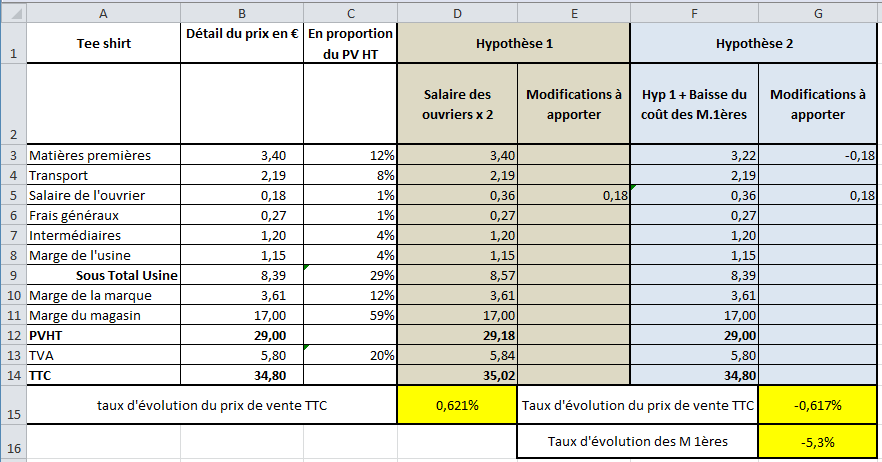 A B C D E F G
1 Tee shirt Détail du prix en € En proportion du PV HT Hypothèse 1 Hypothèse 2
2 Salaire des ouvriers x 2 Modifications à apporter Hyp 1 + Baisse du coût des M.1ères Modifications à apporter
3 Matières premières 3,40 12% 3,40 3,22 -0,18
4 Transport 2,19 8% 2,19 2,19
5 Salaire de l'ouvrier 0,18 1% 0,36 0,18 0,36 0,18
6 Frais généraux 0,27 1% 0,27 0,27
7 Intermédiaires 1,20 4% 1,20 1,20
8 Marge de l'usine 1,15 4% 1,15 1,15
9 Sous Total Usine 8,39 29% 8,57 8,39
10 Marge de la marque 3,61 12% 3,61 3,61
11 Marge du magasin 17,00 59% 17,00 17,00
12 PVHT 29,00 29,18 29,00
13 TVA 5,80 20% 5,84 5,80
14 TTC 34,80 35,02 34,80
15 taux d'évolution du prix de vente TTC 0,621% Taux d'évolution du prix de vente TTC -0,617%
16 Taux d'évolution des M 1ères -5,3%